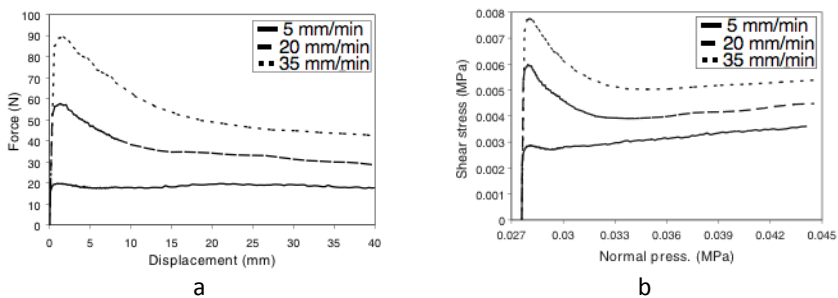 100
90
80
70
60
50
40
30
20
10
0
Force (N)
5 mm/min
20 mm/min
35 mm/min
0 5 10 15 20 25 30 35 40
Displacement (mm)
a
0.008
0.007
0.006
0.005
0.004
0.003
0.002
0.001
0
Shear stress (MPa)
5 mm/min
20 mm/min
35 mm/min
0.027 0.03 0.033 0.036 0.039 0.042 0.045
Normal press. (MPa)
b